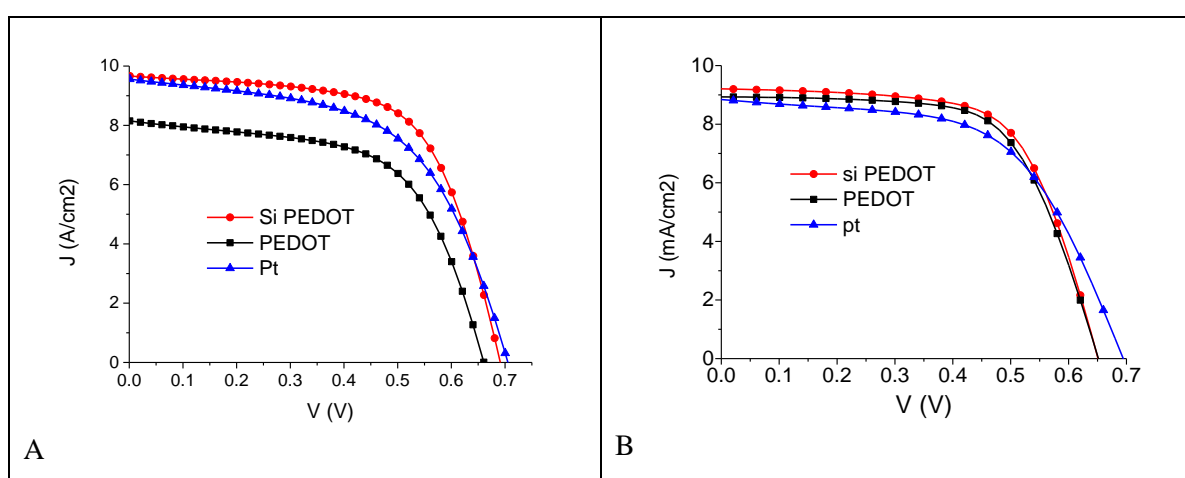 10
8
6
4
2
0
J (A/cm2)
Si PEDOT
PEDOT
Pt
0.0 0.1 0.2 0.3 0.4 0.5 0.6 0.7
V (V)
A
10
8
6
4
2
0
J (mA/cm2)
si PEDOT
PEDOT
pt
0.0 0.1 0.2 0.3 0.4 0.5 0.6 0.7
V (V)
B